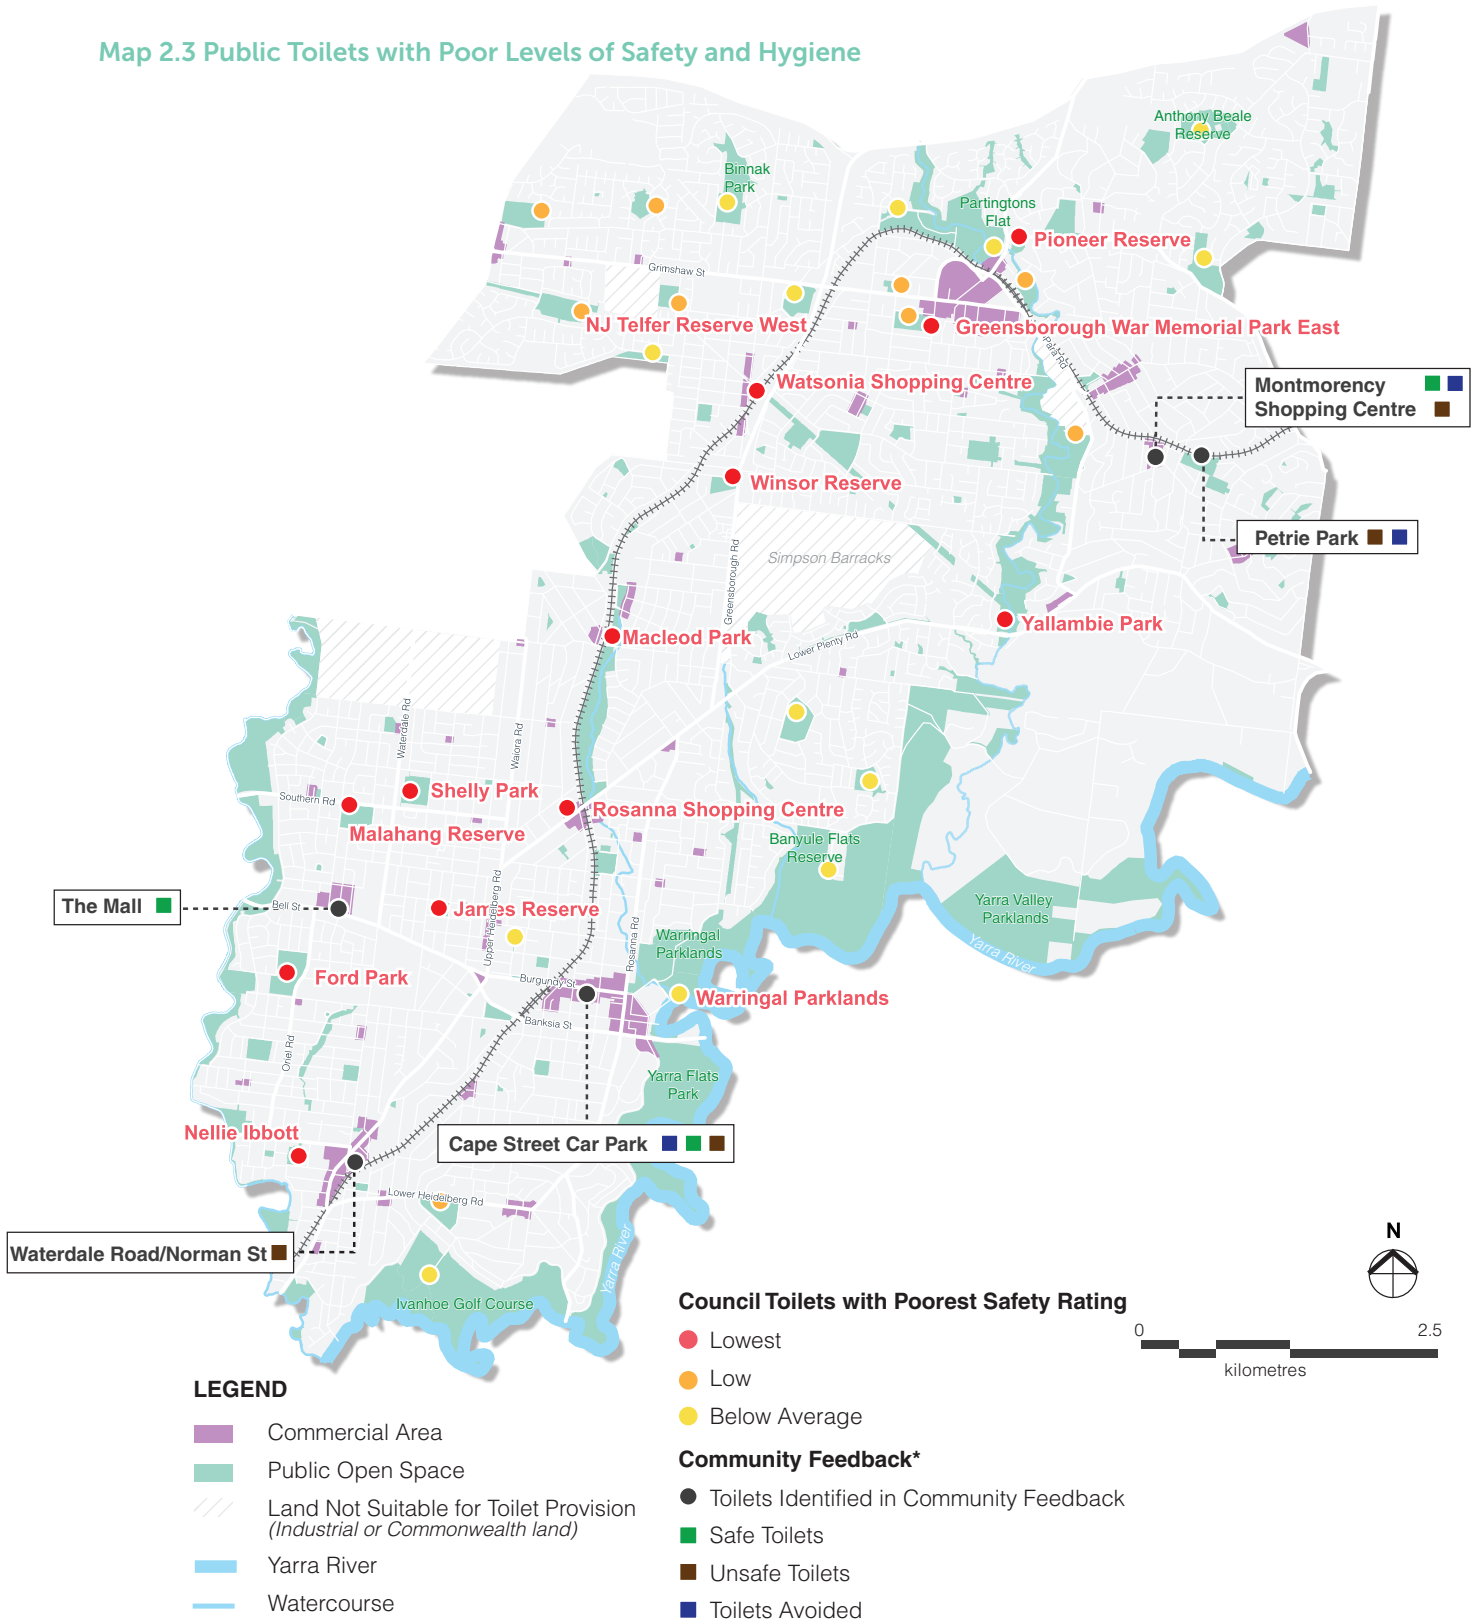 Map 2.3 Public Toilets with Poor Levels of Safety and Hygiene
Anthony Beale
Reserve
Binnak
Park
Partingtons
Flat
Pioneer Reserve
Grimshaw St
NJ Telfer Reserve West
Greensborough War Memorial Park East
Para Rd
Watsonia Shopping Centre
Montmorency
Shopping Centre
Winsor Reserve
Petrie Park
Simpson Barracks
Greensborough Rd
Yallambie Park
Macleod Park
Lower Plenty Rd
Waterdale Rd
Waiora Rd
Shelly Park
Southern Rd
Rosanna Shopping Centre
Malahang Reserve
Banyule Flats
Reserve
The Mall
Bell St
James Reserve
Upper Heidelberg Rd
Rosanna Rd
Yarra Valley
Parklands
Warringal
Parklands
Yarra River
Ford Park
Burgundy St
Warringal Parklands
Banksia St
Oriel Rd
Yarra Flats
Park
Nellie Ibbott
Cape Street Car Park
Lower Heidelberg Rd
Waterdale Road/Norman St
Yarra River
Ivanhoe Golf Course
N
0 2.5
kilometres
LEGEND
Commercial Area
Public Open Space
Land Not Suitable for Toilet Provision
(Industrial or Commonwealth land)
Yarra River
Watercourse
Council Toilets with Poorest Safety Rating
Lowest
Low
Below Average
Community Feedback*
Toilets Identified in Community Feedback
Safe Toilets
Unsafe Toilets
Toilets Avoided